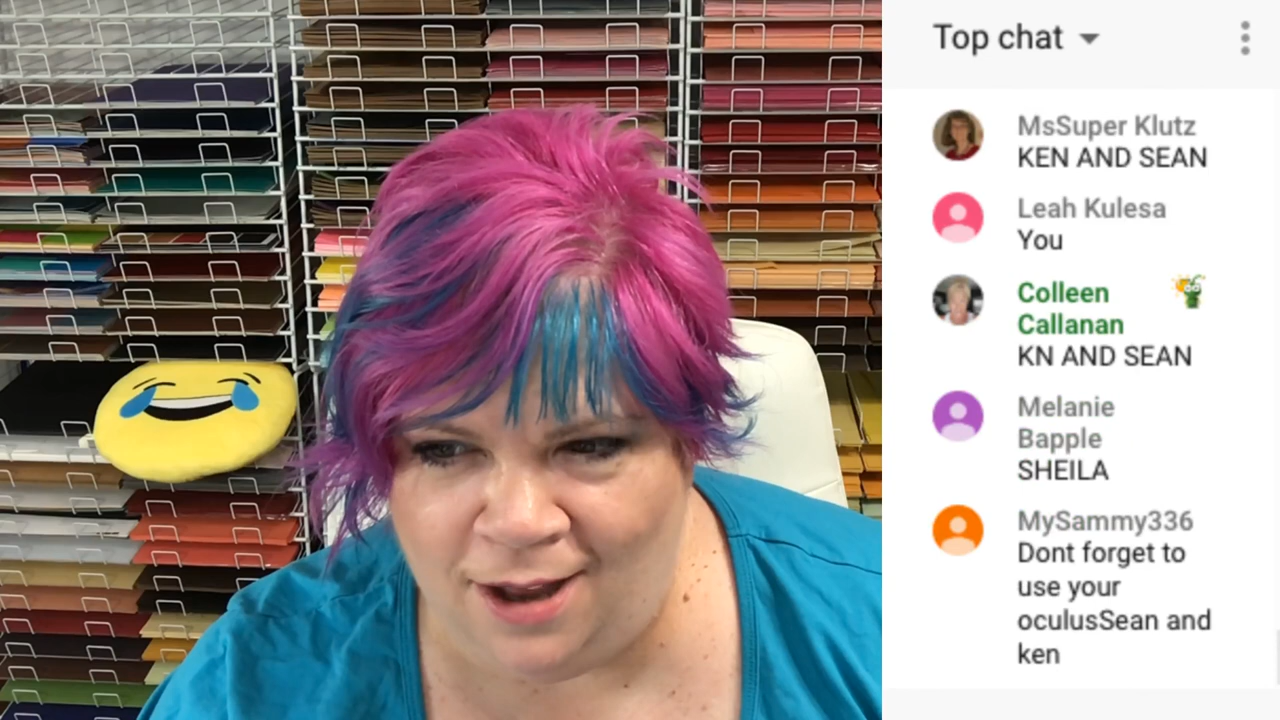 Top chat
MsSuper Klutz
KEN AND SEAN
Leah Kulesa
You
Colleen
Callanan
KN AND SEAN
Melanie
Bapple
SHEILA
MySammy336
Dont forget to
use your
oculusSean and
ken